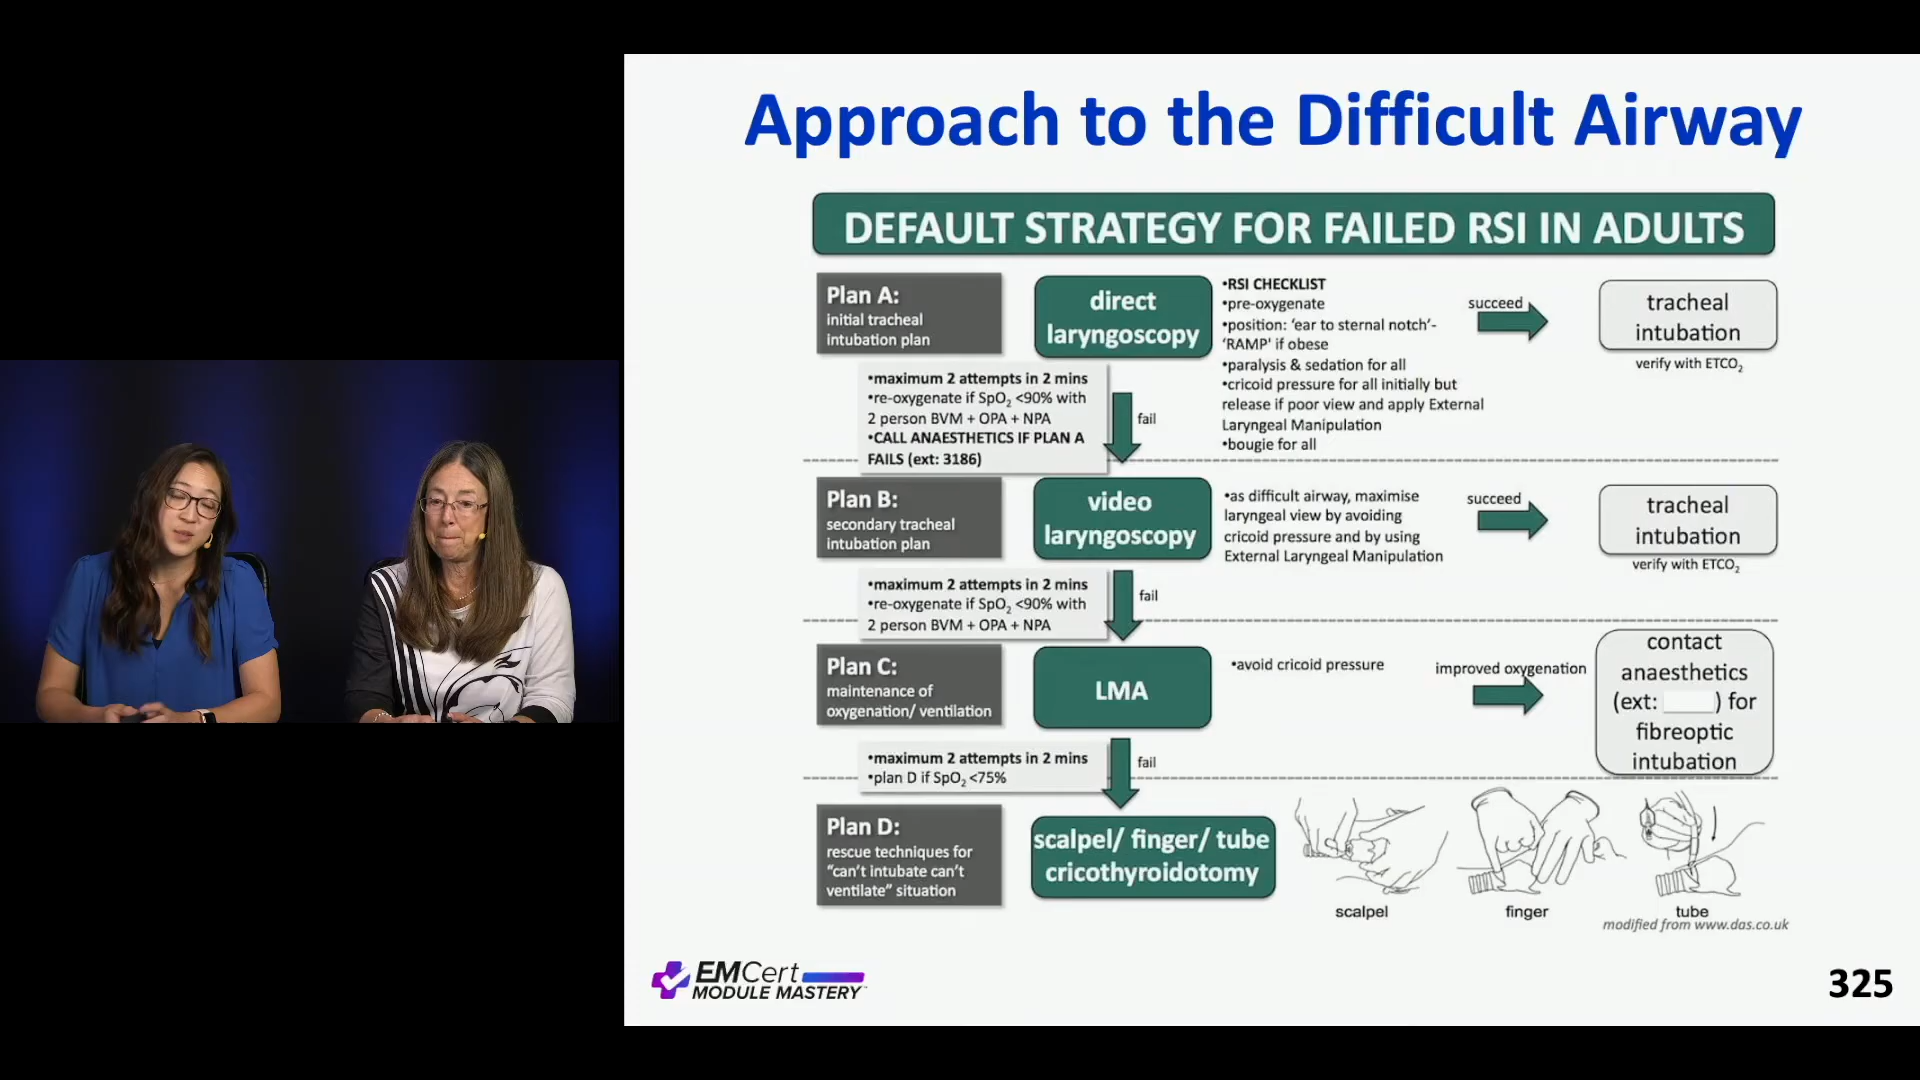 Approach to the Difficult Airway
DEFAULT STRATEGY FOR FAILED RSI IN ADULTS
Plan A:
initial tracheal
intubation plan
direct
laryngoscopy
•RSI CHECKLIST
•pre-oxygenate
•position: ‘ear to sternal notch’-
‘RAMP' if obese
•paralysis & sedation for all
•cricoid pressure for all initially but
release if poor view and apply External
Laryngeal Manipulation
•bougie for all
succeed
tracheal
intubation
verify with ETCO2
•maximum 2 attempts in 2 mins
•re-oxygenate if SpO2 <90% with
2 person BVM + OPA + NPA
•CALL ANAESTHETICS IF PLAN A
FAILS (ext: 3186)
fail
Plan B:
secondary tracheal
intubation plan
video
laryngoscopy
•as difficult airway, maximise
laryngeal view by avoiding
cricoid pressure and by using
External Laryngeal Manipulation
succeed
tracheal
intubation
verify with ETCO2
•maximum 2 attempts in 2 mins
•re-oxygenate if SpO2 <90% with
2 person BVM + OPA + NPA
fail
Plan C:
maintenance of
oxygenation/ ventilation
LMA
•avoid cricoid pressure
improved oxygenation
contact
anaesthetics
(ext: ____) for
fibreoptic
intubation
•maximum 2 attempts in 2 mins
•plan D if SpO2 <75%
fail
Plan D:
rescue techniques for
“can’t intubate can’t
ventilate” situation
scalpel/ finger/ tube
cricothyroidotomy
scalpel
finger
tube
modified from www.das.co.uk
EMCert
MODULE MASTERY™
325